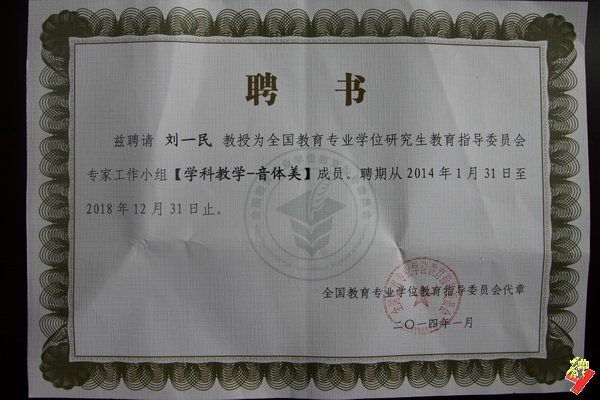 聘书
兹聘请 刘一民 教授为全国教育专业学位研究生教育指导委员会
专家工作小组【学科教学-音体美】成员。聘期从2014年1月31日至
2018年12月31日止。
全国教育专业学位教育指导委员会代章
二〇一四年一月